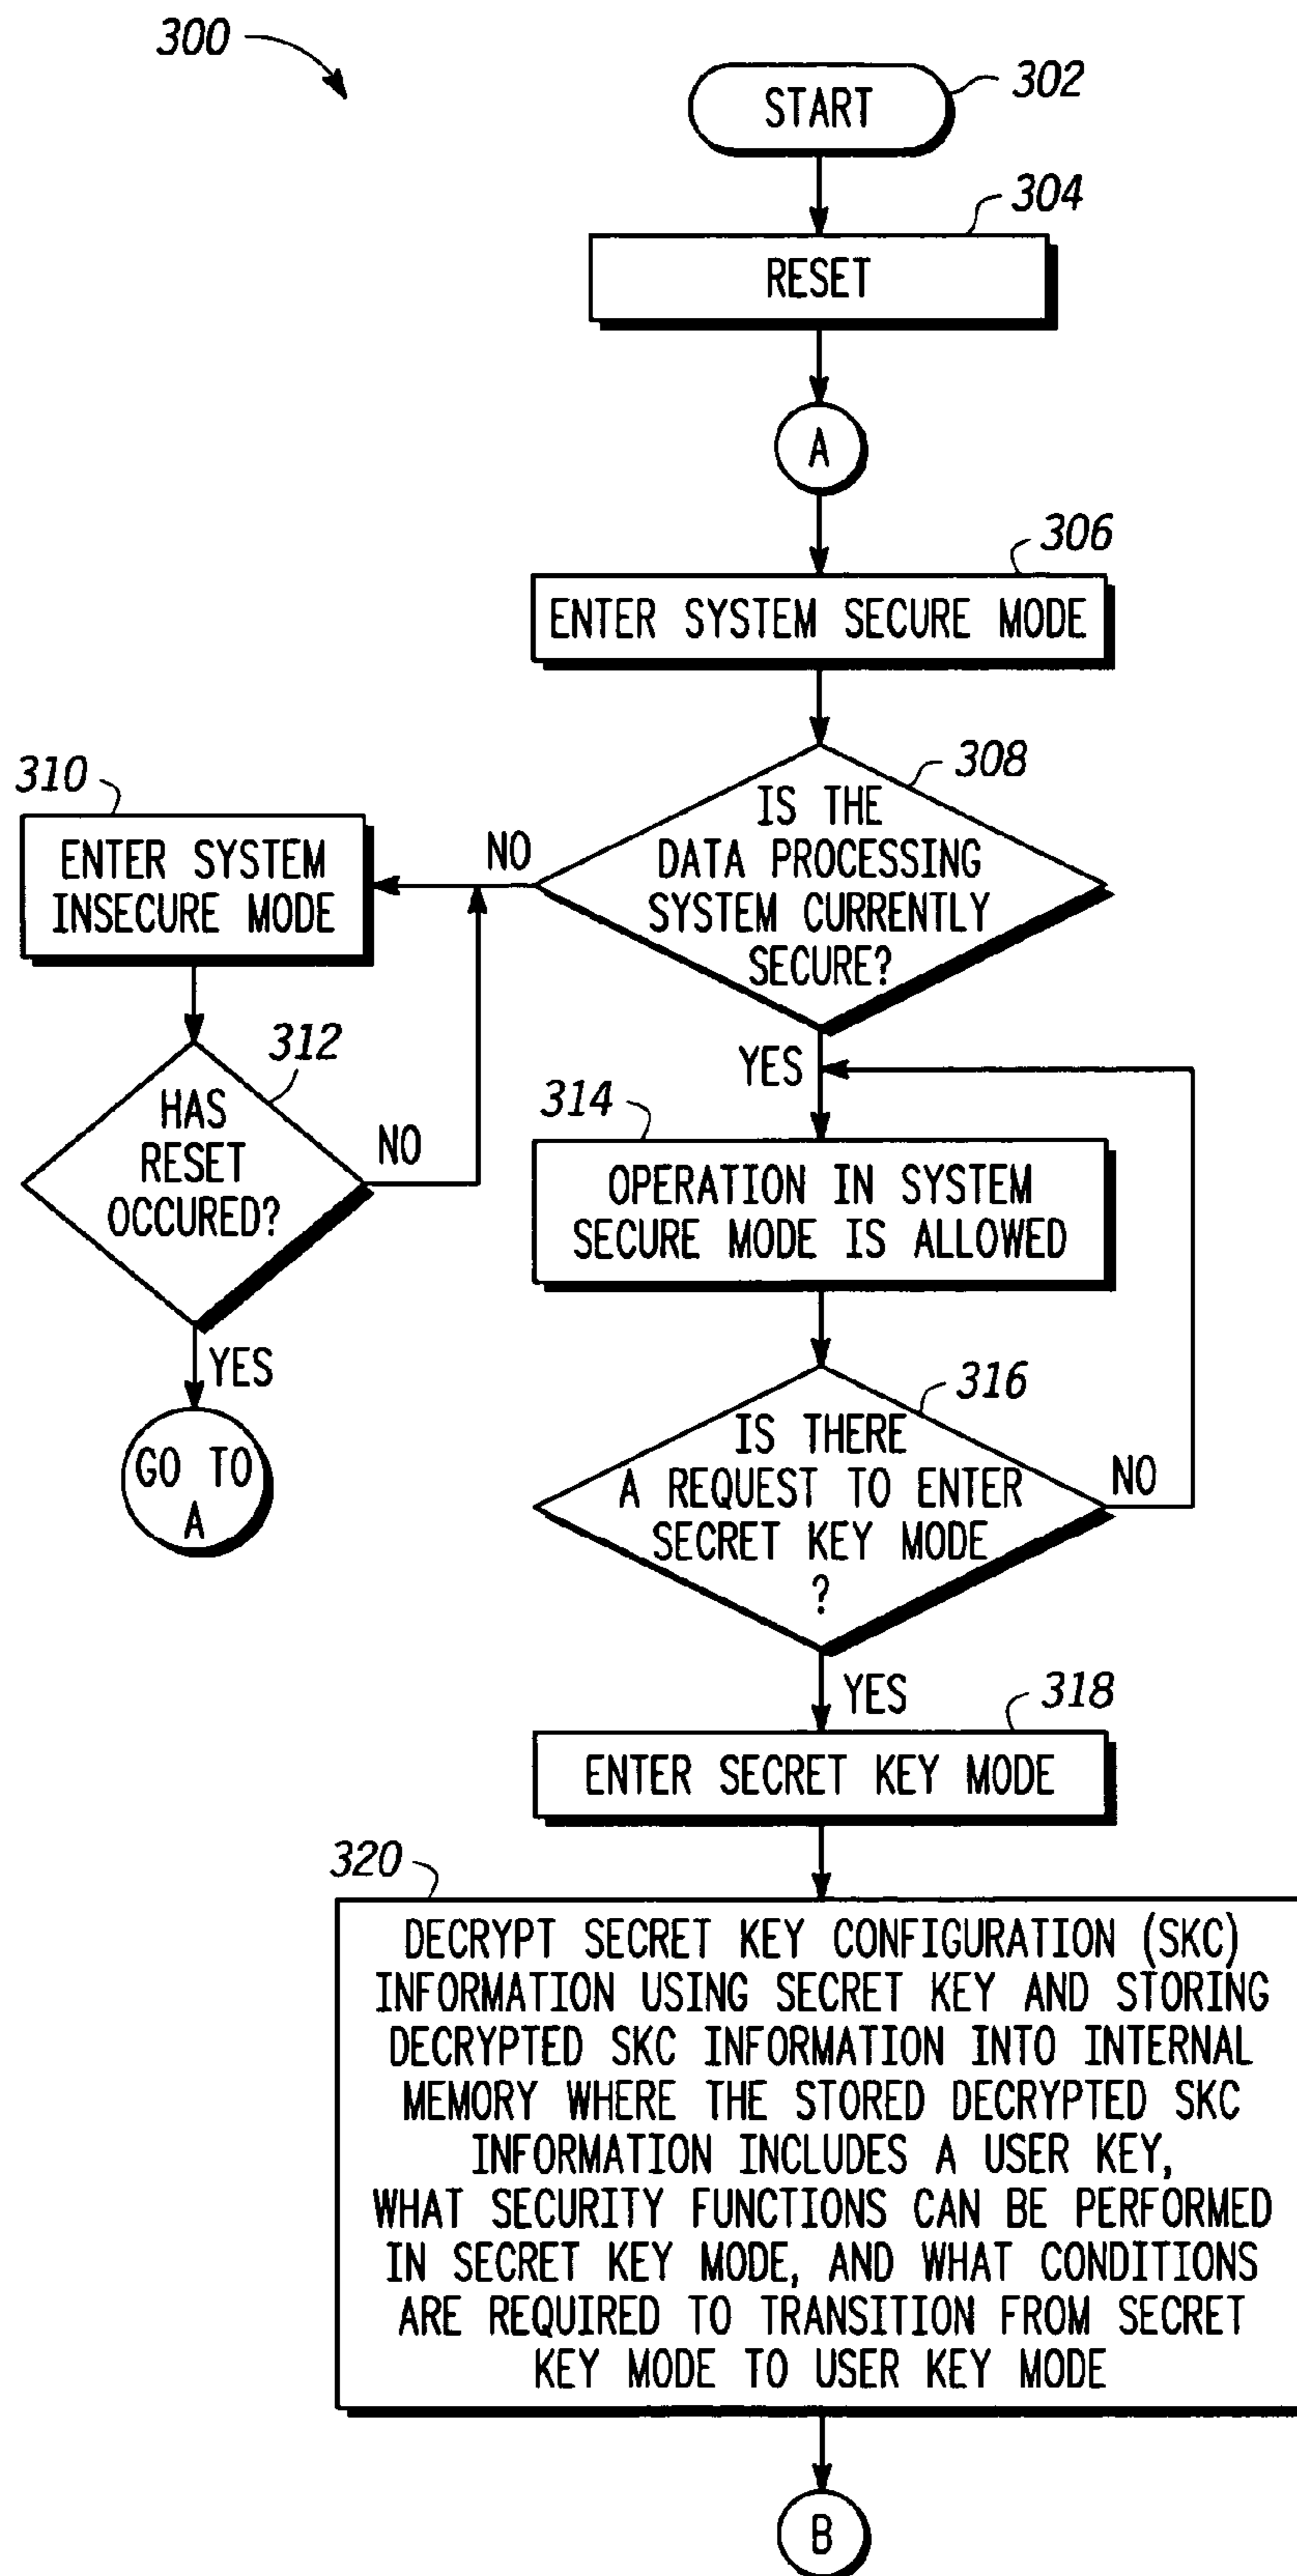 300
START
302
RESET
304
A
306
ENTER SYSTEM SECURE MODE
308
IS THE
DATA PROCESSING
SYSTEM CURRENTLY
SECURE?
NO
310
ENTER SYSTEM
INSECURE MODE
312
HAS
RESET
OCCURED?
NO
YES
GO TO
A
YES
314
OPERATION IN SYSTEM
SECURE MODE IS ALLOWED
316
IS THERE
A REQUEST TO ENTER
SECRET KEY MODE
?
NO
YES
318
ENTER SECRET KEY MODE
320
DECRYPT SECRET KEY CONFIGURATION (SKC)
INFORMATION USING SECRET KEY AND STORING
DECRYPTED SKC INFORMATION INTO INTERNAL
MEMORY WHERE THE STORED DECRYPTED SKC
INFORMATION INCLUDES A USER KEY,
WHAT SECURITY FUNCTIONS CAN BE PERFORMED
IN SECRET KEY MODE, AND WHAT CONDITIONS
ARE REQUIRED TO TRANSITION FROM SECRET
KEY MODE TO USER KEY MODE
B